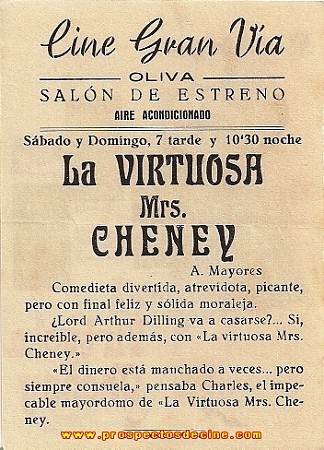 Cine Gran Vía
OLIVA
SALÓN DE ESTRENO
AIRE ACONDICIONADO
Sábado y Domingo, 7 tarde y 10'30 noche
La VIRTUOSA
Mrs.
CHENEY
A. Mayores
Comedieta divertida, atrevidota, picante,
pero con final feliz y sólida moraleja.
¿Lord Arthur Dilling va a casarse?... Si,
increible, pero además, con «La virtuosa Mrs.
Cheney.»
«El dinero está manchado a veces... pero
siempre consuela,» pensaba Charles, el impe-
cable mayordomo de «La Virtuosa Mrs. Che-
ney.
www.prospectosdecine.com